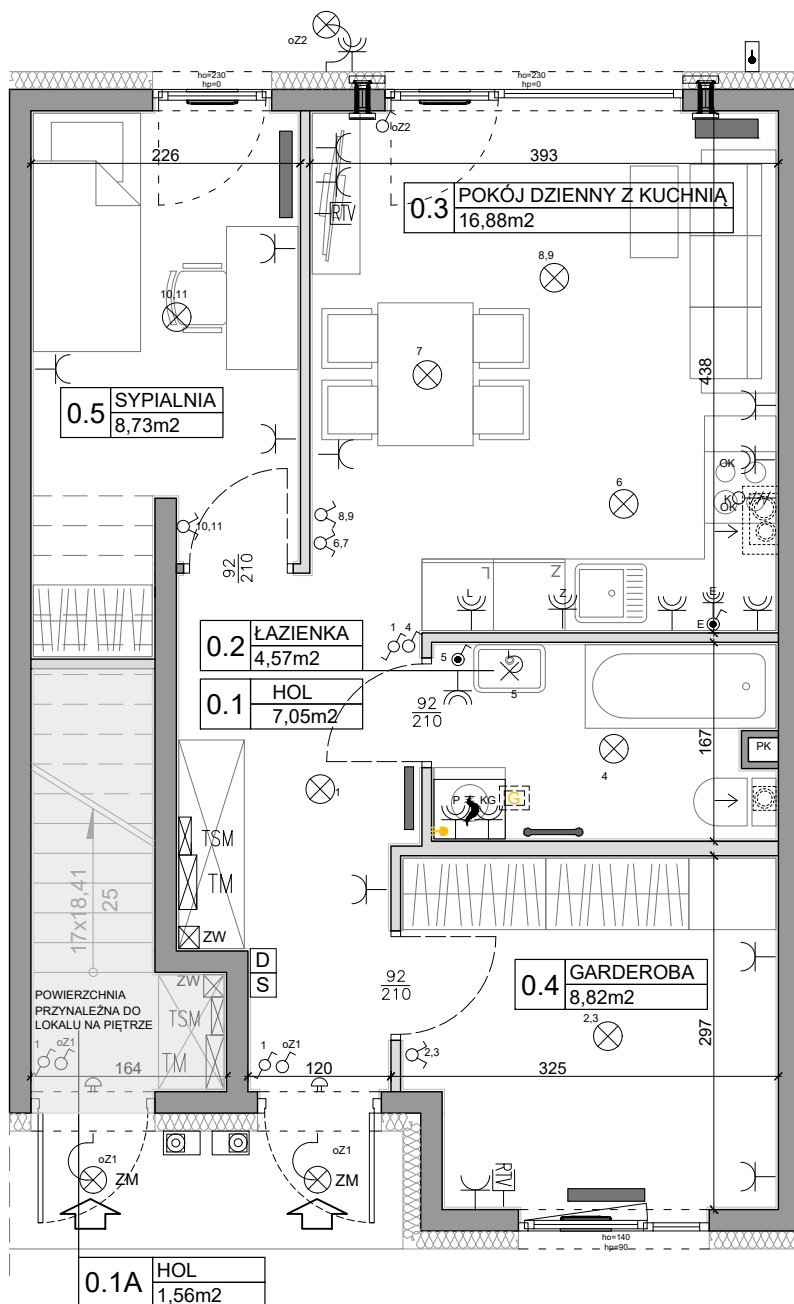 oZ2
ho=230
hp=0
ho=230
hp=0
oZ2
226
393
0.3
POKÓJ DZIENNY Z KUCHNIĄ
16,88m2
RTV
8,9
10,11
7
438
0.5
SYPIALNIA
8,73m2
OK
K
OK
6
10,11
8,9
6,7
92
210
L
Z
L
Z
E
E
0.2
ŁAZIENKA
4,57m2
1
4
5
5
0.1
HOL
7,05m2
92
210
167
PK
4
1
P
KG
G
TSM
TM
17x18,41
25
ZW
D
S
92
210
0.4
GARDEROBA
8,82m2
ZW
POWIERZCHNIA
PRZYNALEŻNA DO
LOKALU NA PIĘTRZE
TSM
TM
2,3
297
1
oZ1
1
oZ1
2,3
164
120
325
oZ1
ZM
oZ1
ZM
RTV
ho=140
hp=90
0.1A
HOL
1,56m2